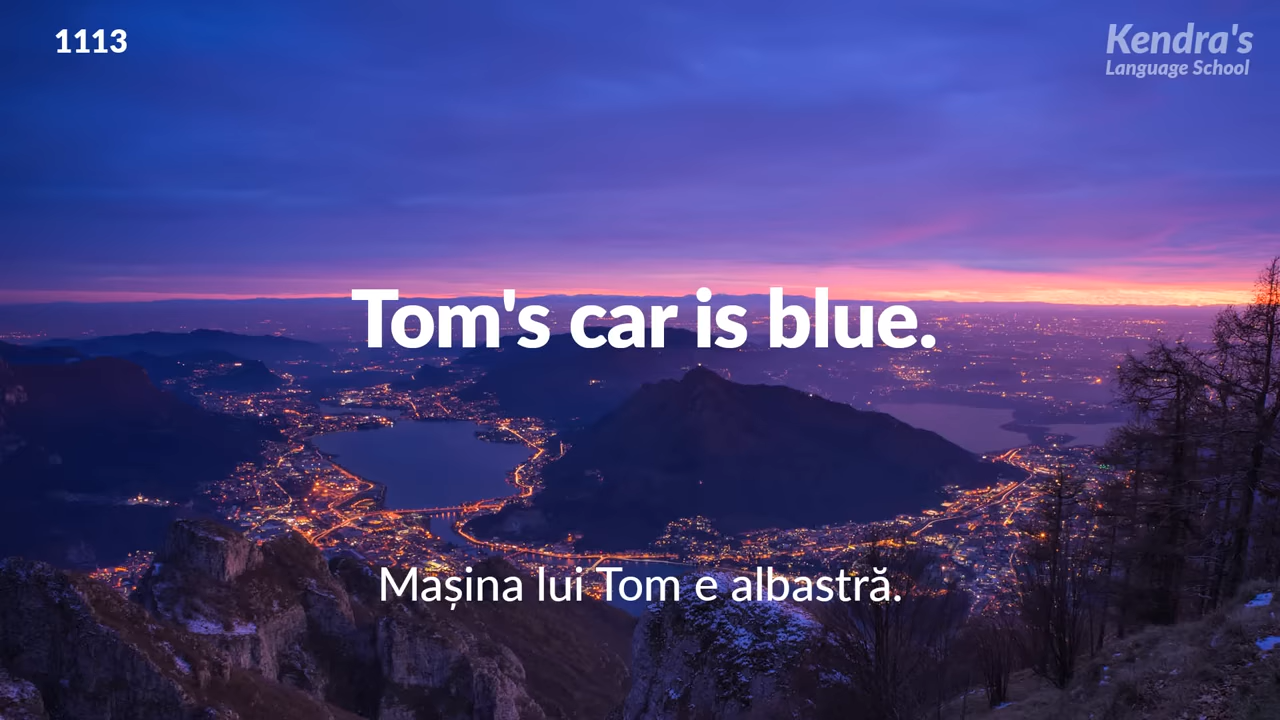 1113
Kendra's
Language School
Tom's car is blue.
Mașina lui Tom e albastră.